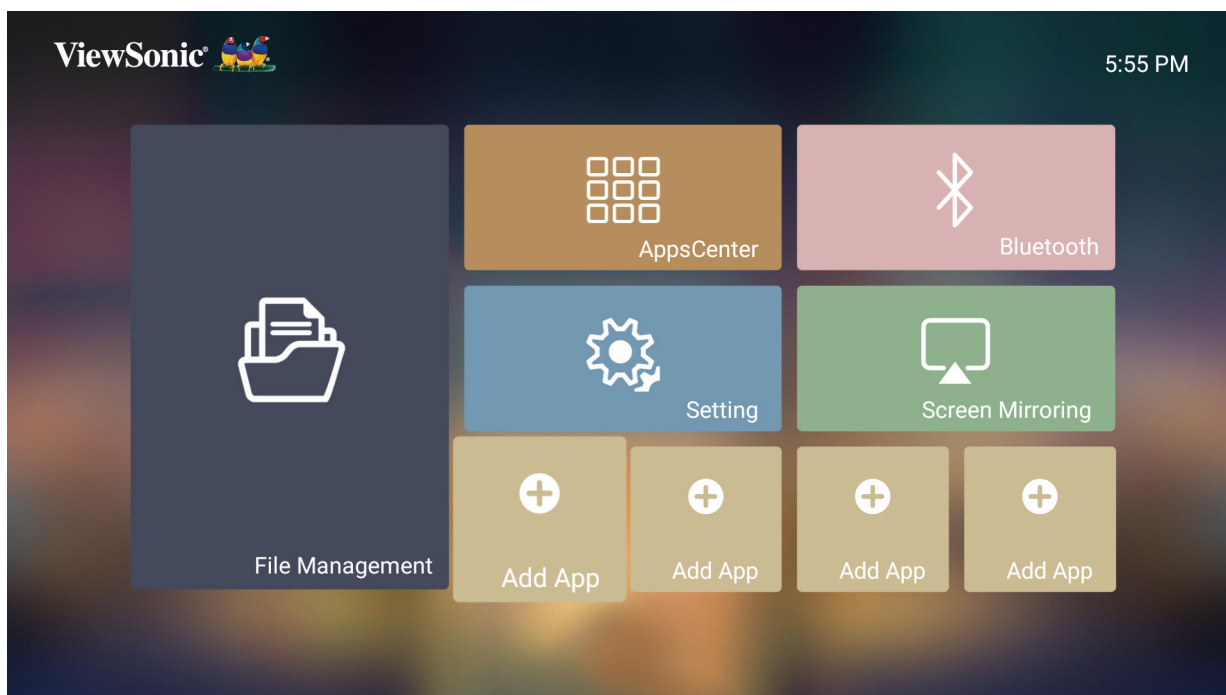 ViewSonic®
5:55 PM
AppsCenter
Bluetooth
Setting
Screen Mirroring
File Management
Add App
Add App
Add App
Add App